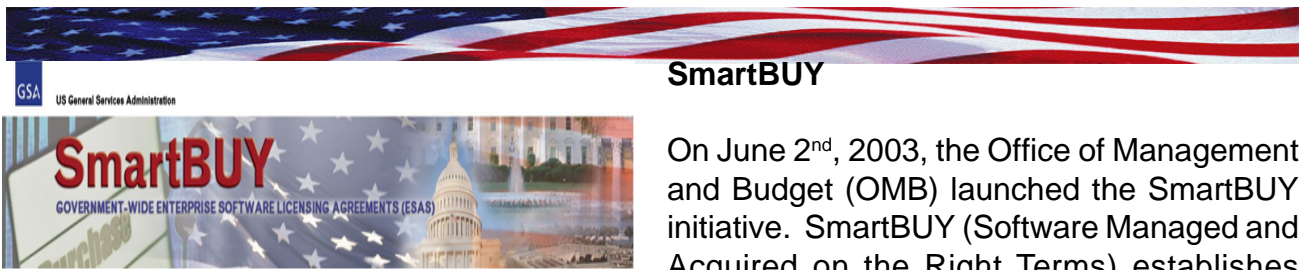 GSA
US General Services Administration
SmartBUY
GOVERNMENT-WIDE ENTERPRISE SOFTWARE LICENSING AGREEMENTS (ESAS)
Purchase
SmartBUY
On June 2nd, 2003, the Office of Management
and Budget (OMB) launched the SmartBUY
initiative. SmartBUY (Software Managed and
Acquired on the Right Terms) establishes